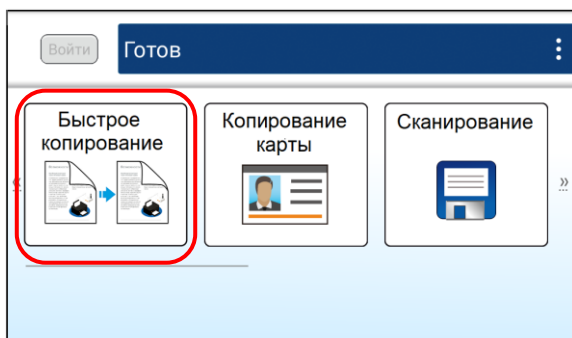 Войти
Готов
Быстрое
копирование
Копирование
карты
Сканирование
«
»